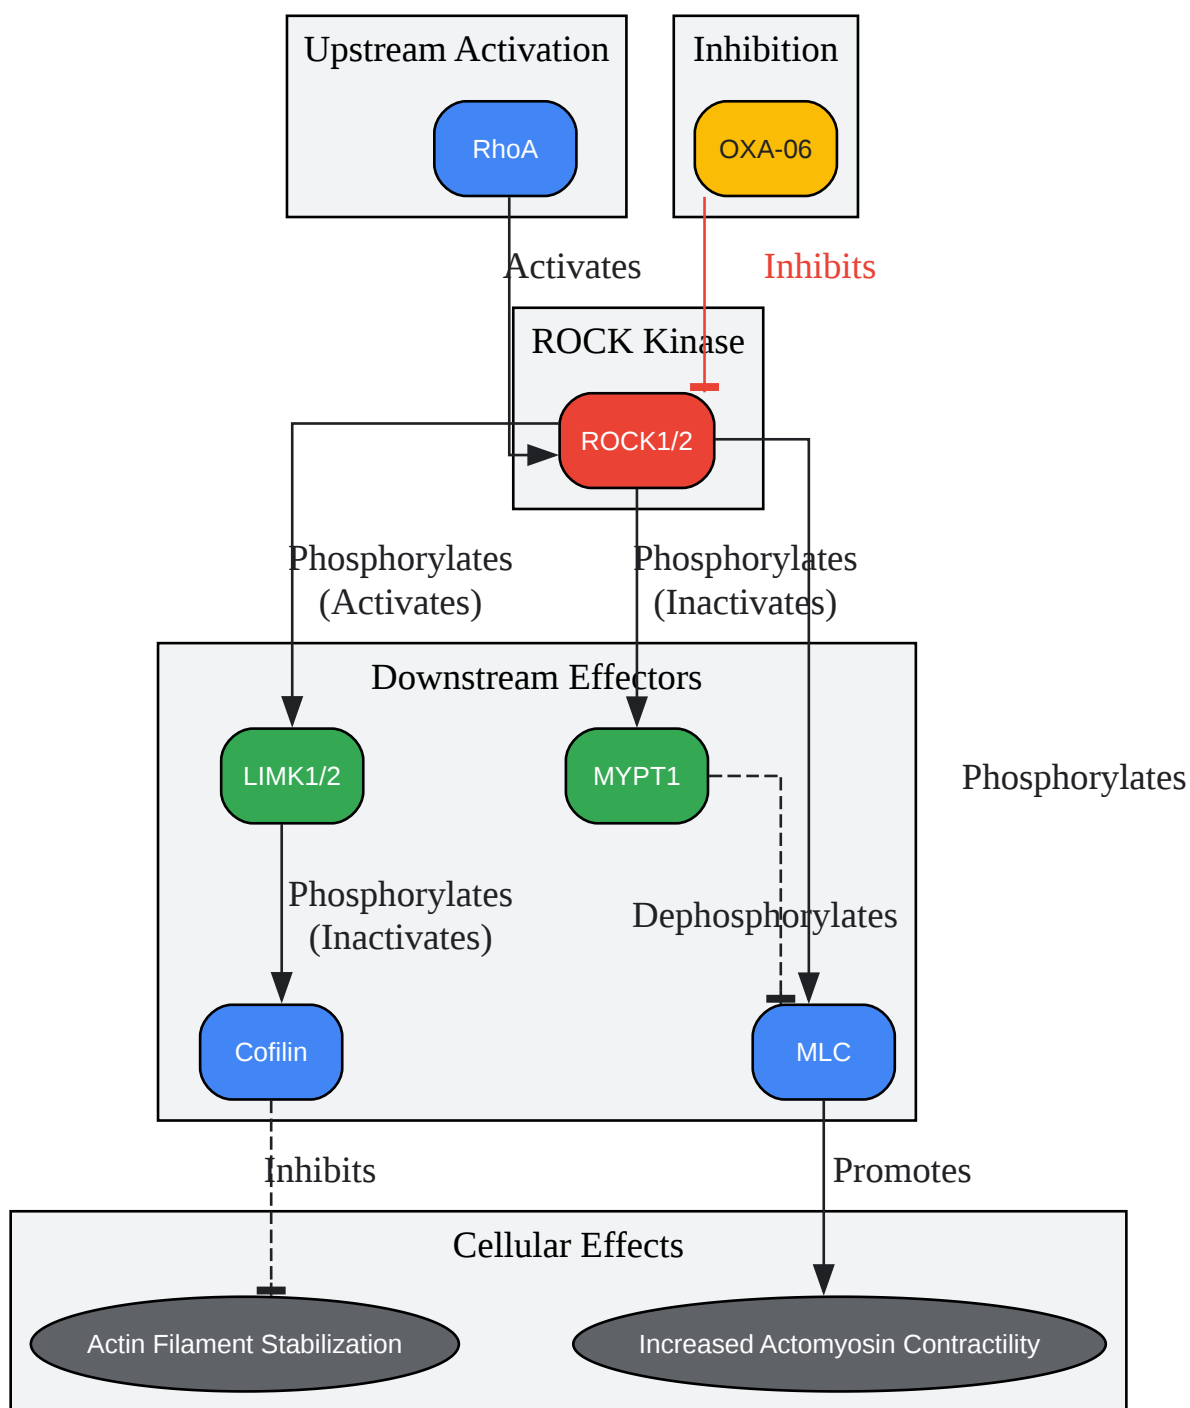 Upstream Activation
Inhibition
RhoA
OXA-06
Activates
Inhibits
ROCK Kinase
ROCK1/2
Phosphorylates
(Activates)
Phosphorylates
(Inactivates)
Downstream Effectors
LIMK1/2
MYPT1
Phosphorylates
Phosphorylates
(Inactivates)
Dephosphorylates
Cofilin
MLC
Inhibits
Promotes
Cellular Effects
Actin Filament Stabilization
Increased Actomyosin Contractility